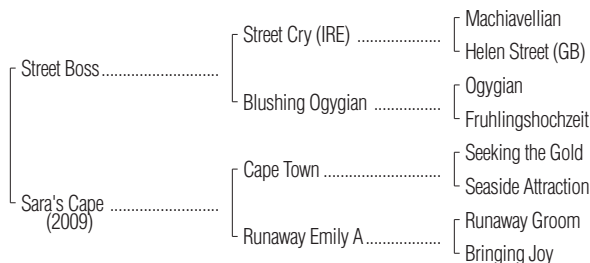 Machiavellian
Street Cry (IRE) ....................
Helen Street (GB)
Street Boss............................
Ogygian
Blushing Ogygian ................
Fruhlingshochzeit
Seeking the Gold
Cape Town ............................
Seaside Attraction
Sara's Cape ..........................
(2009)
Runaway Groom
Runaway Emily A..................
Bringing Joy